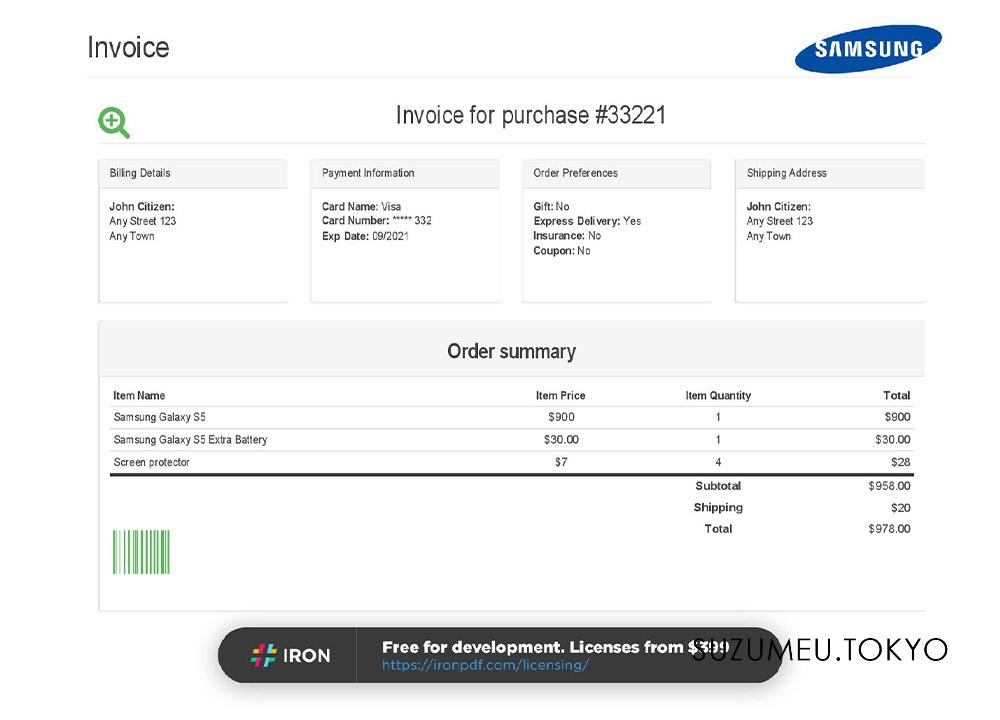 Invoice
SAMSUNG
Invoice for purchase #33221
Billing Details
John Citizen:
Any Street 123
Any Town
Payment Information
Card Name: Visa
Card Number: ***** 332
Exp Date: 09/2021
Order Preferences
Gift: No
Express Delivery: Yes
Insurance: No
Coupon: No
Shipping Address
John Citizen:
Any Street 123
Any Town
Order summary
Item Name Item Price Item Quantity Total
Samsung Galaxy S5 $900 1 $900
Samsung Galaxy S5 Extra Battery $30.00 1 $30.00
Screen protector $7 4 $28
Subtotal $958.00
Shipping $20
Total $978.00
IRON
Free for development. Licenses from
https://ironpdf.com/licensing/
SUZUMEU.TOKYO